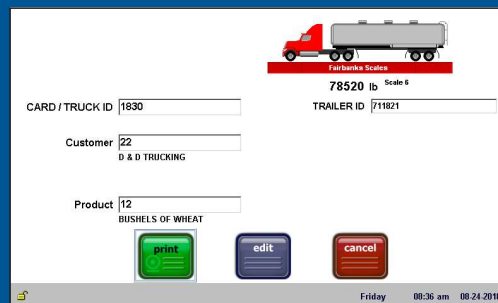 Fairbanks Scales
78520 lb Scale 6
CARD / TRUCK ID 1830
TRAILER ID 711821
Customer 22
D & D TRUCKING
Product 12
BUSHELS OF WHEAT
print
edit
cancel
Friday 08:36 am